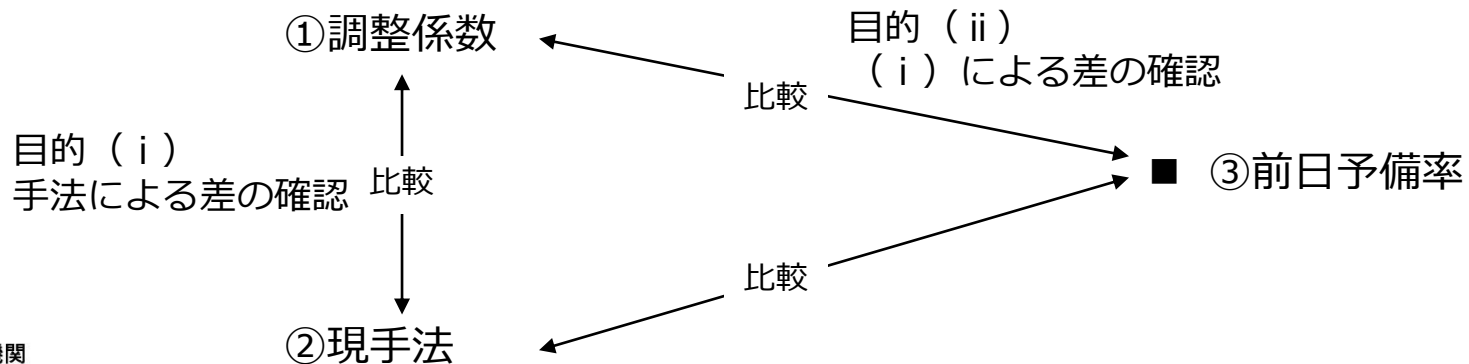 ①調整係数
目的（ⅱ）
（ⅰ）による差の確認
比較
目的（ⅰ）
手法による差の確認
比較
■ ③前日予備率
比較
②現手法
機関